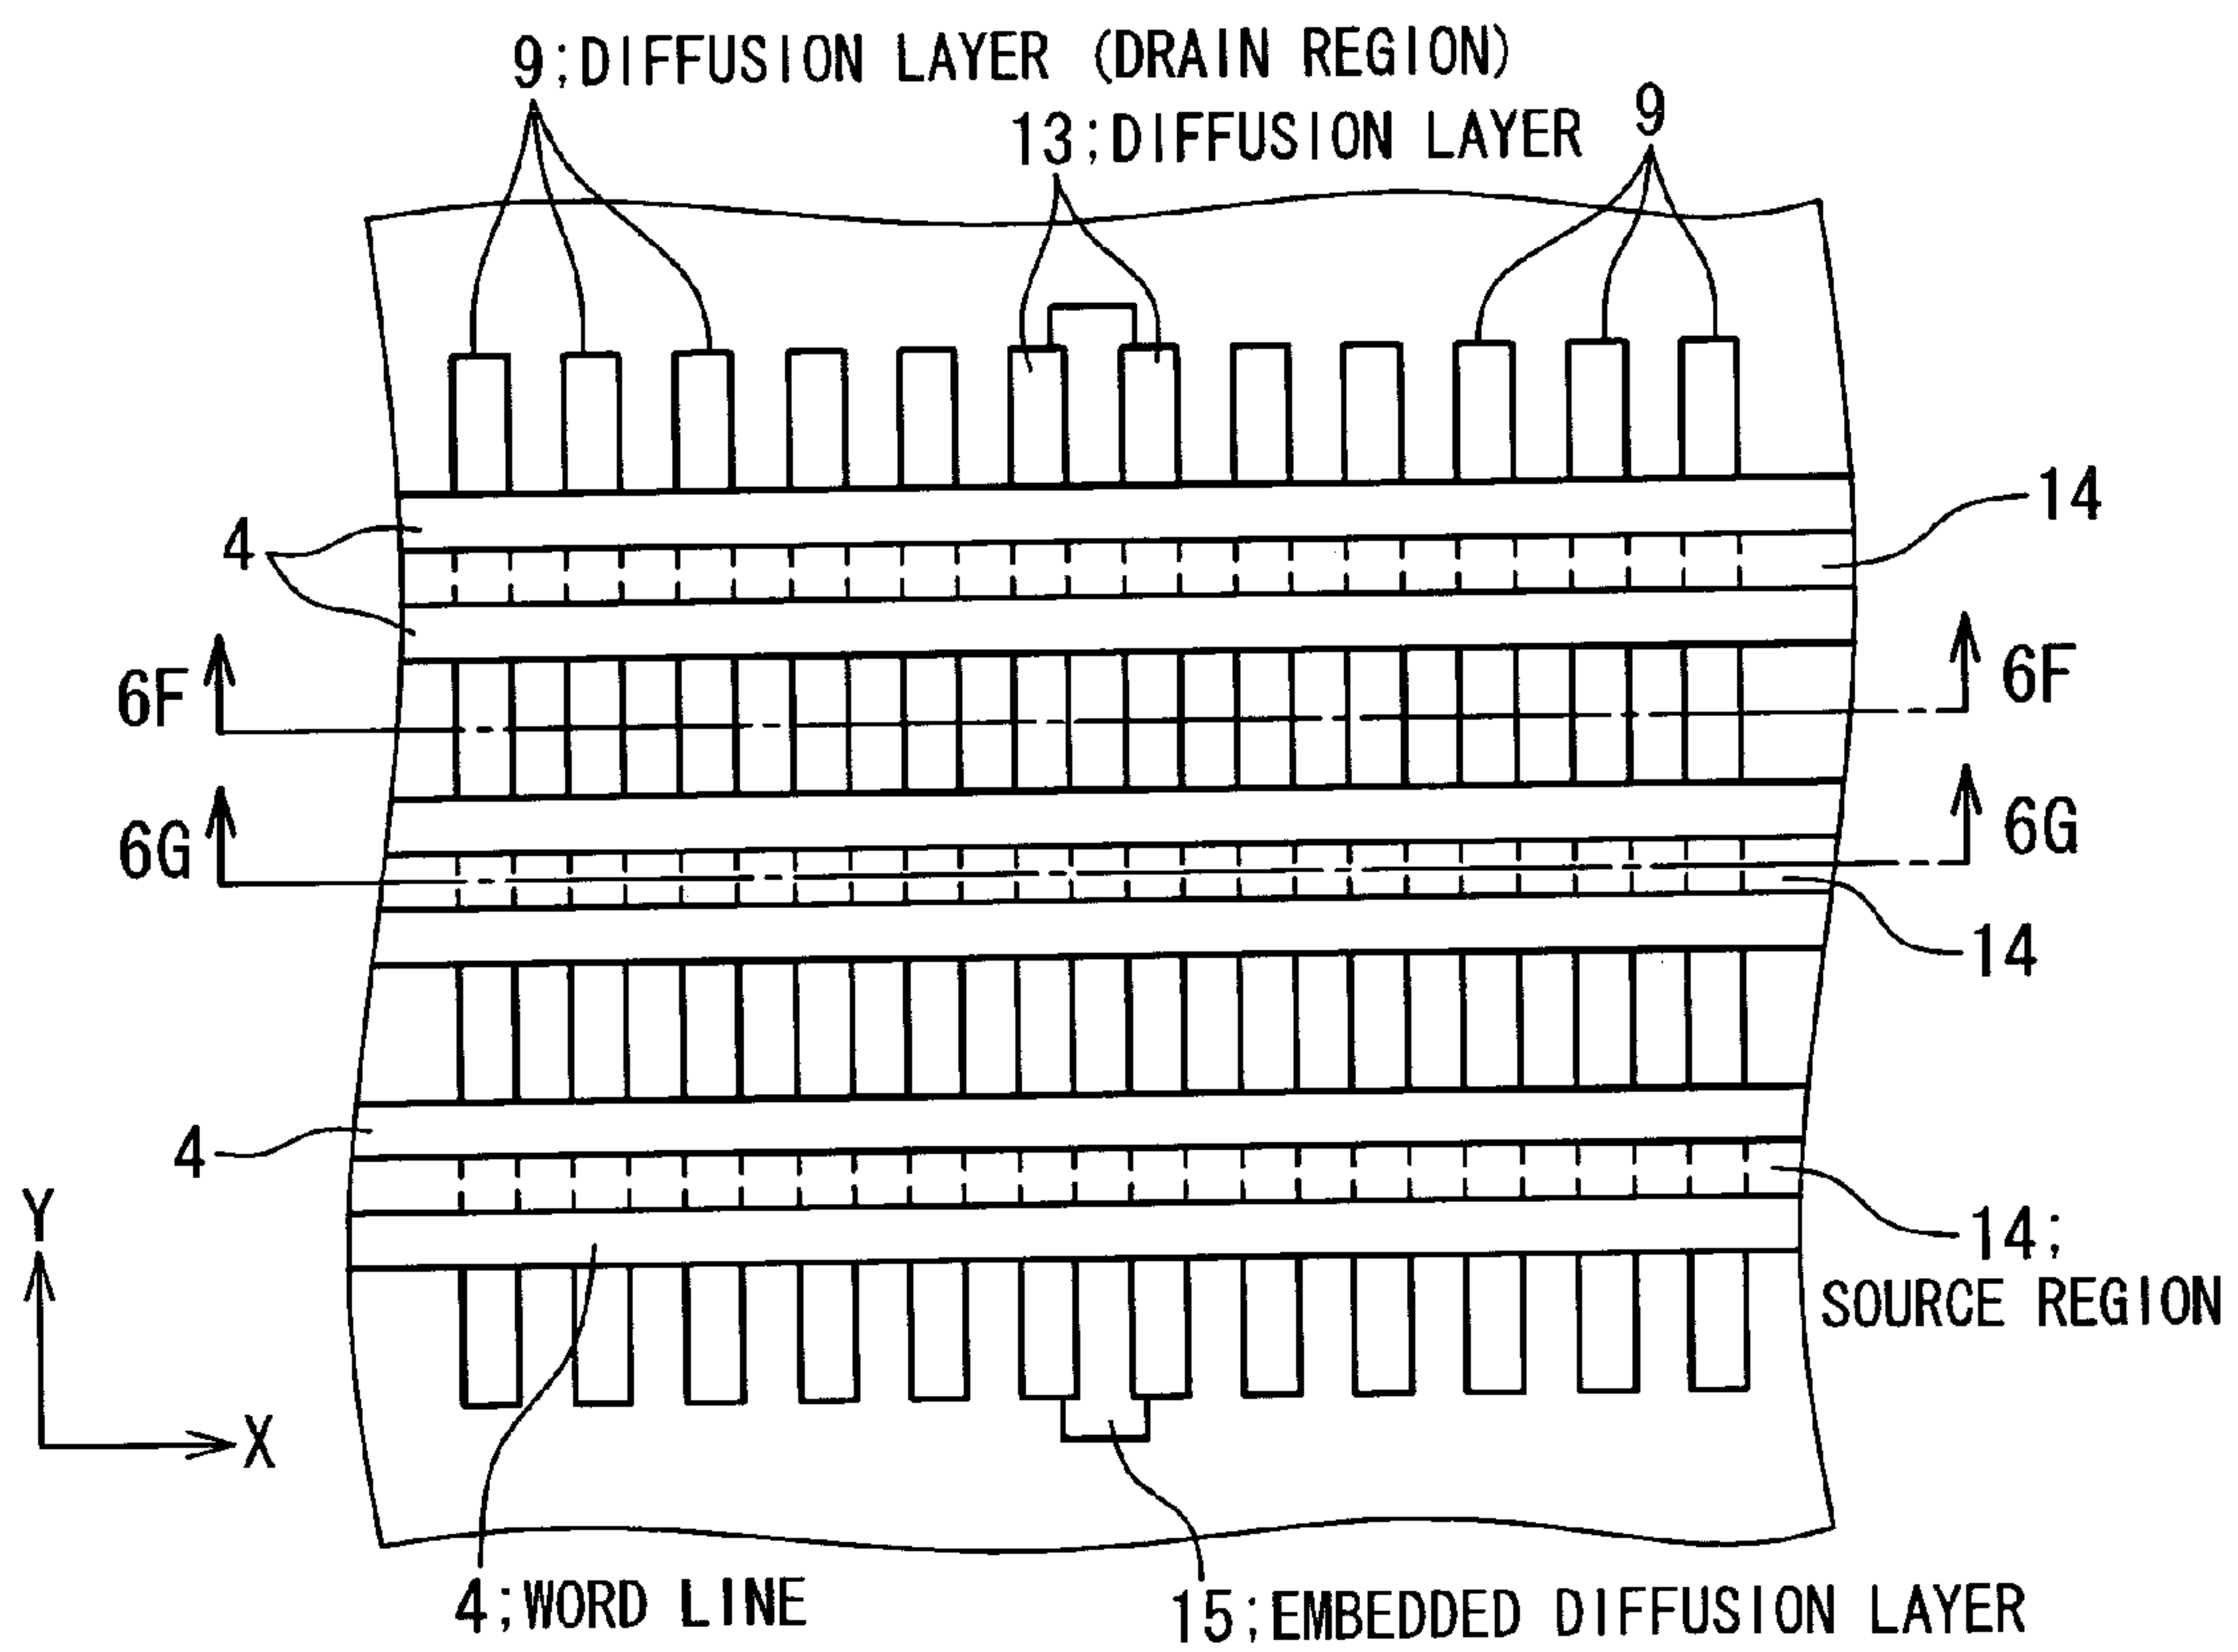 9;DIFFUSION LAYER (DRAIN REGION)
13;DIFFUSION LAYER
9
14
4
6F
6F
6G
6G
14
4
14;
SOURCE REGION
Y
X
4;WORD LINE
15;EMBEDDED DIFFUSION LAYER